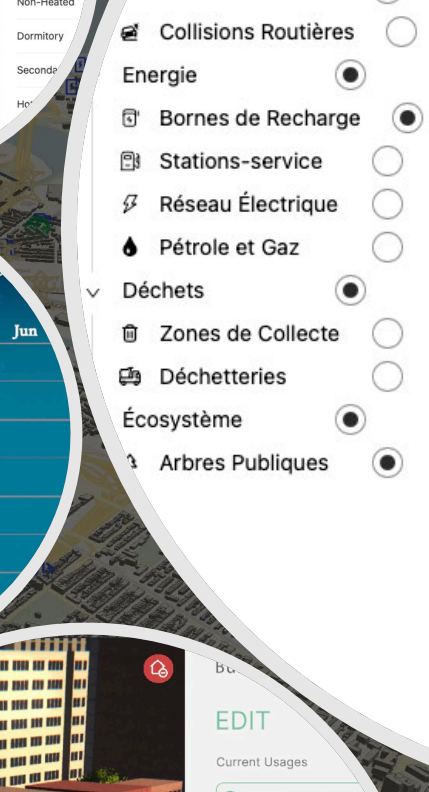 Non-Heated
Dormitory
Collisions Routières
Energie
Bornes de Recharge
Stations-service
Réseau Électrique
Pétrole et Gaz
Déchets
Zones de Collecte
Déchetteries
Écosystème
Arbres Publiques
Jun
EDIT
Current Usages